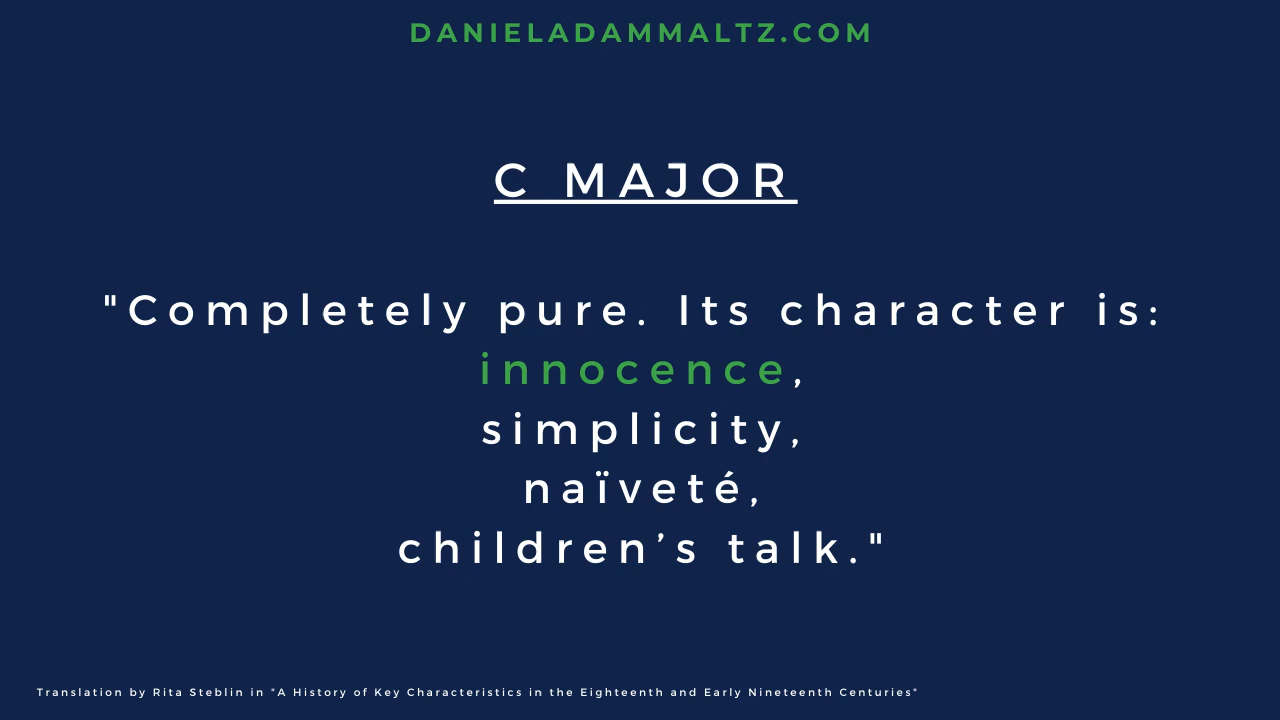 DANIELADAMMALTZ.COM
C MAJOR
"Completely pure. Its character is:
innocence,
simplicity,
naïveté,
children’s talk."
Translation by Rita Steblin in "A History of Key Characteristics in the Eighteenth and Early Nineteenth Centuries"